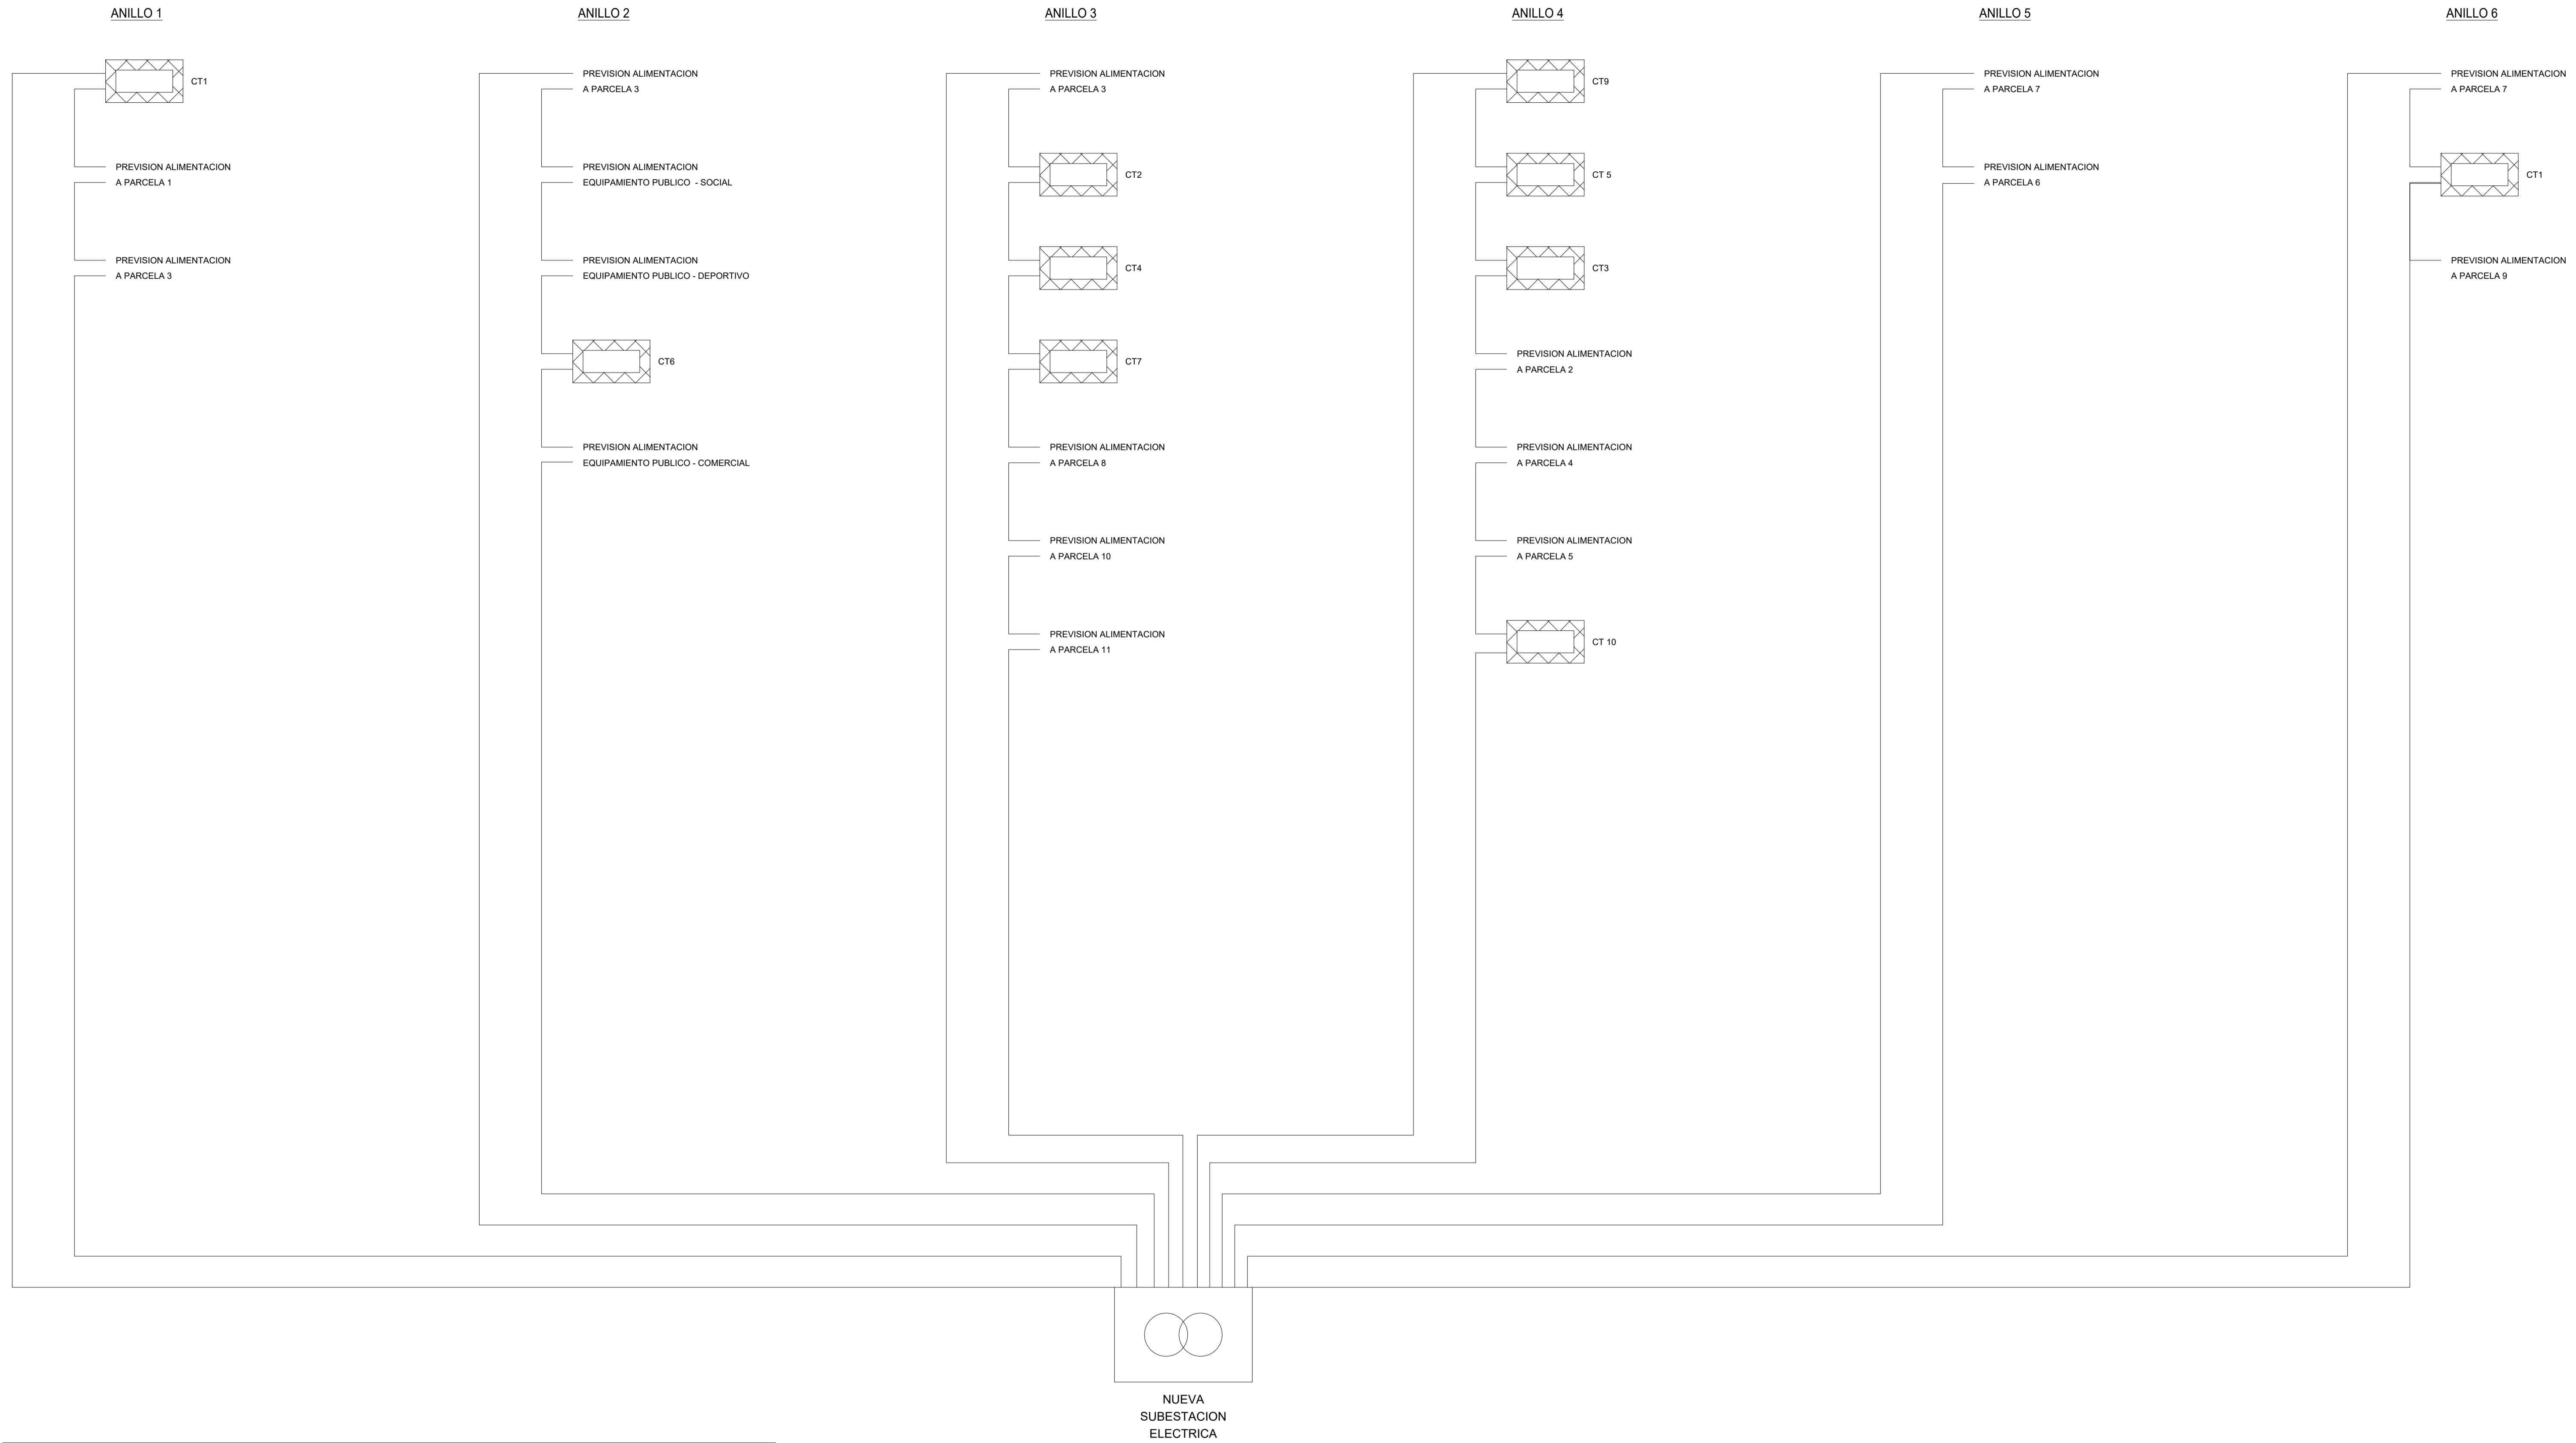 ANILLO 1
CT1
PREVISION ALIMENTACION
A PARCELA 1
PREVISION ALIMENTACION
A PARCELA 3
ANILLO 2
PREVISION ALIMENTACION
A PARCELA 3
PREVISION ALIMENTACION
EQUIPAMIENTO PUBLICO - SOCIAL
PREVISION ALIMENTACION
EQUIPAMIENTO PUBLICO - DEPORTIVO
CT6
PREVISION ALIMENTACION
EQUIPAMIENTO PUBLICO - COMERCIAL
ANILLO 3
PREVISION ALIMENTACION
A PARCELA 3
CT2
CT4
CT7
PREVISION ALIMENTACION
A PARCELA 8
PREVISION ALIMENTACION
A PARCELA 10
PREVISION ALIMENTACION
A PARCELA 11
ANILLO 4
CT9
CT 5
CT3
PREVISION ALIMENTACION
A PARCELA 2
PREVISION ALIMENTACION
A PARCELA 4
PREVISION ALIMENTACION
A PARCELA 5
CT 10
ANILLO 5
PREVISION ALIMENTACION
A PARCELA 7
PREVISION ALIMENTACION
A PARCELA 6
ANILLO 6
PREVISION ALIMENTACION
A PARCELA 7
CT1
PREVISION ALIMENTACION
A PARCELA 9
NUEVA
SUBESTACION
ELECTRICA